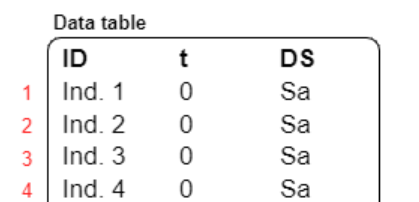 Data table
ID t DS
1 Ind. 1 0 Sa
2 Ind. 2 0 Sa
3 Ind. 3 0 Sa
4 Ind. 4 0 Sa